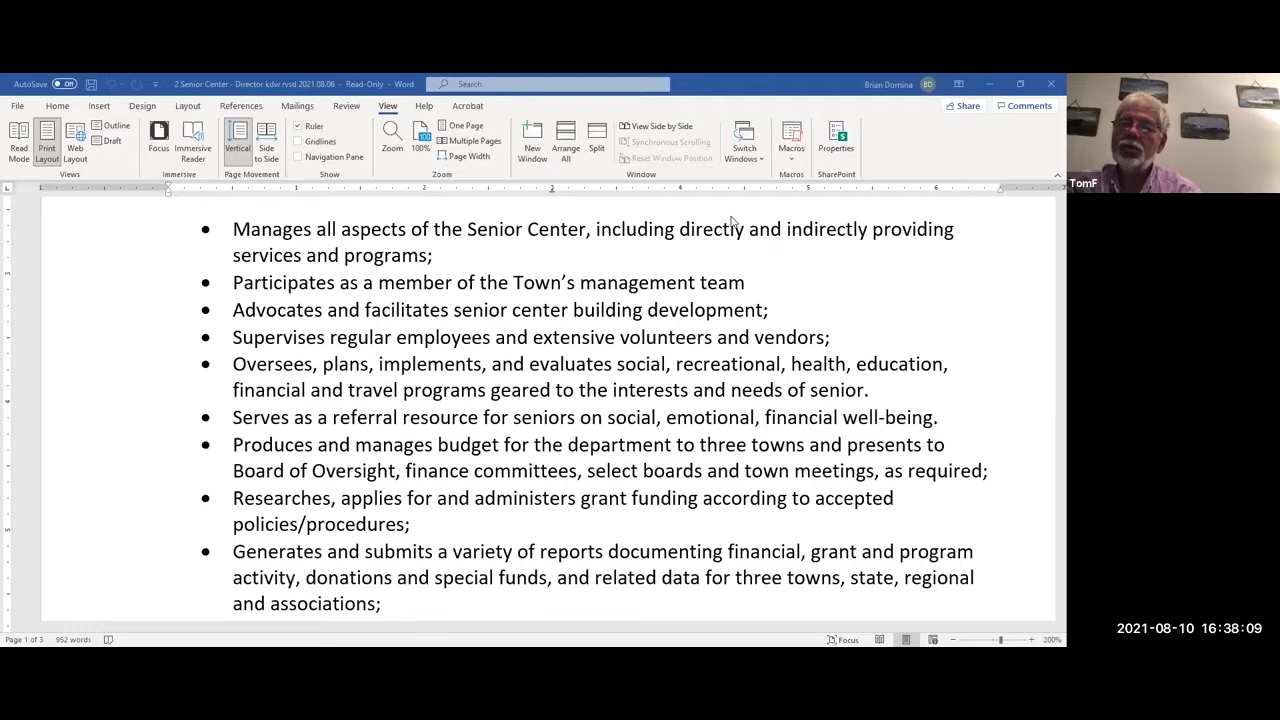 AutoSave Off 2 Senior Center - Director kdw rvsd 2021.08.06 - Read-Only - Word Search Brian Domina BD
File Home Insert Design Layout References Mailings Review View Help Acrobat Share Comments
Read Mode
Print Layout
Web Layout
Outline
Draft
Views
Focus
Immersive Reader
Immersive
Vertical
Side to Side
Page Movement
Ruler
Gridlines
Navigation Pane
Show
Zoom
100
100%
One Page
Multiple Pages
Page Width
Zoom
New Window
Arrange All
Split
View Side by Side
Synchronous Scrolling
Reset Window Position
Switch Windows
Window
Macros
Macros
Properties
SharePoint
TomF
1 2 3 4 5 6 7
• Manages all aspects of the Senior Center, including directly and indirectly providing
services and programs;
• Participates as a member of the Town’s management team
• Advocates and facilitates senior center building development;
• Supervises regular employees and extensive volunteers and vendors;
• Oversees, plans, implements, and evaluates social, recreational, health, education,
financial and travel programs geared to the interests and needs of senior.
• Serves as a referral resource for seniors on social, emotional, financial well-being.
• Produces and manages budget for the department to three towns and presents to
Board of Oversight, finance committees, select boards and town meetings, as required;
• Researches, applies for and administers grant funding according to accepted
policies/procedures;
• Generates and submits a variety of reports documenting financial, grant and program
activity, donations and special funds, and related data for three towns, state, regional
and associations;
Page 1 of 3 952 words Focus 200%
2021-08-10 16:38:09